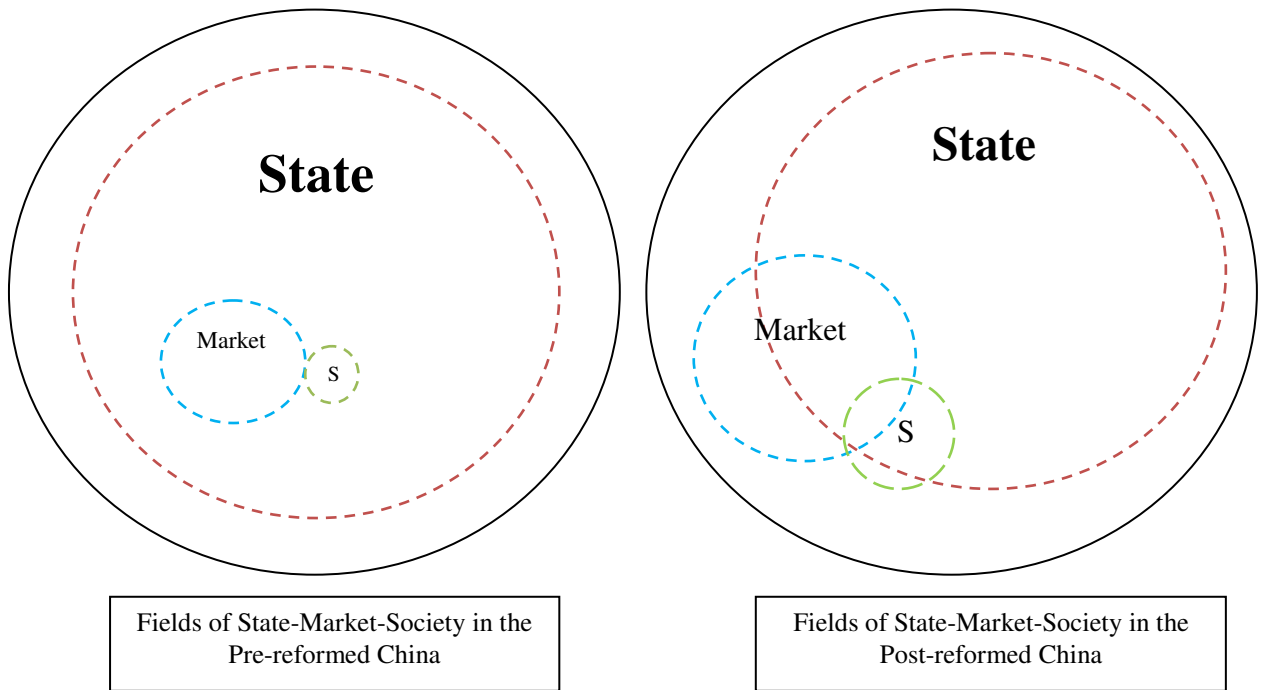 State
Market
S
Fields of State-Market-Society in the
Pre-reformed China
State
Market
S
Fields of State-Market-Society in the
Post-reformed China